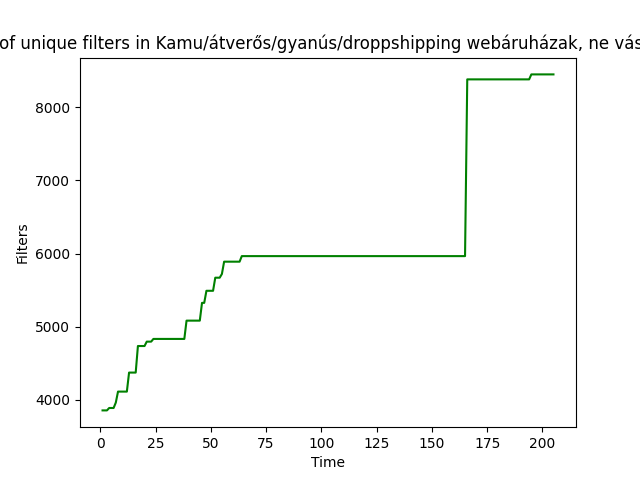 of unique filters in Kamu/átverős/gyanús/droppshipping webáruházak, ne vás
Filters
8000
7000
6000
5000
4000
0 25 50 75 100 125 150 175 200
Time